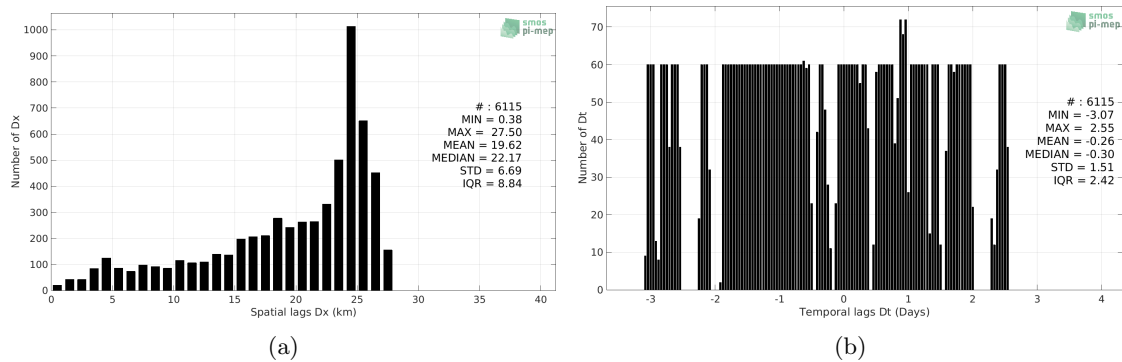 smos
pi-mep
1000
900
800
700
600
500
400
300
200
100
0
Number of Dx
# : 6115
MIN = 0.38
MAX = 27.50
MEAN = 19.62
MEDIAN = 22.17
STD = 6.69
IQR = 8.84
0 5 10 15 20 25 30 35 40
Spatial lags Dx (km)
(a)
smos
pi-mep
70
60
50
40
30
20
10
0
Number of Dt
# : 6115
MIN = -3.07
MAX = 2.55
MEAN = -0.26
MEDIAN = -0.30
STD = 1.51
IQR = 2.42
-3 -2 -1 0 1 2 3 4
Temporal lags Dt (Days)
(b)